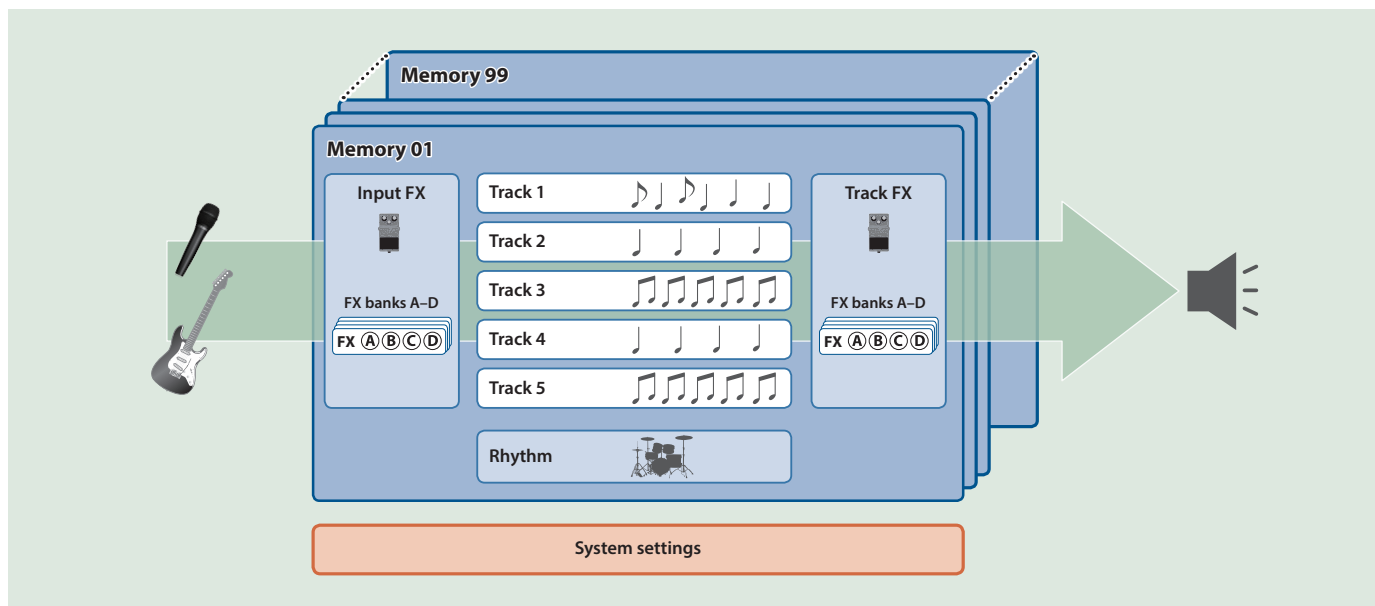 Memory 99
Memory 01
Input FX
FX banks A–D
FX A B C D
Track 1
Track 2
Track 3
Track 4
Track 5
Rhythm
Track FX
FX banks A–D
FX A B C D
System settings